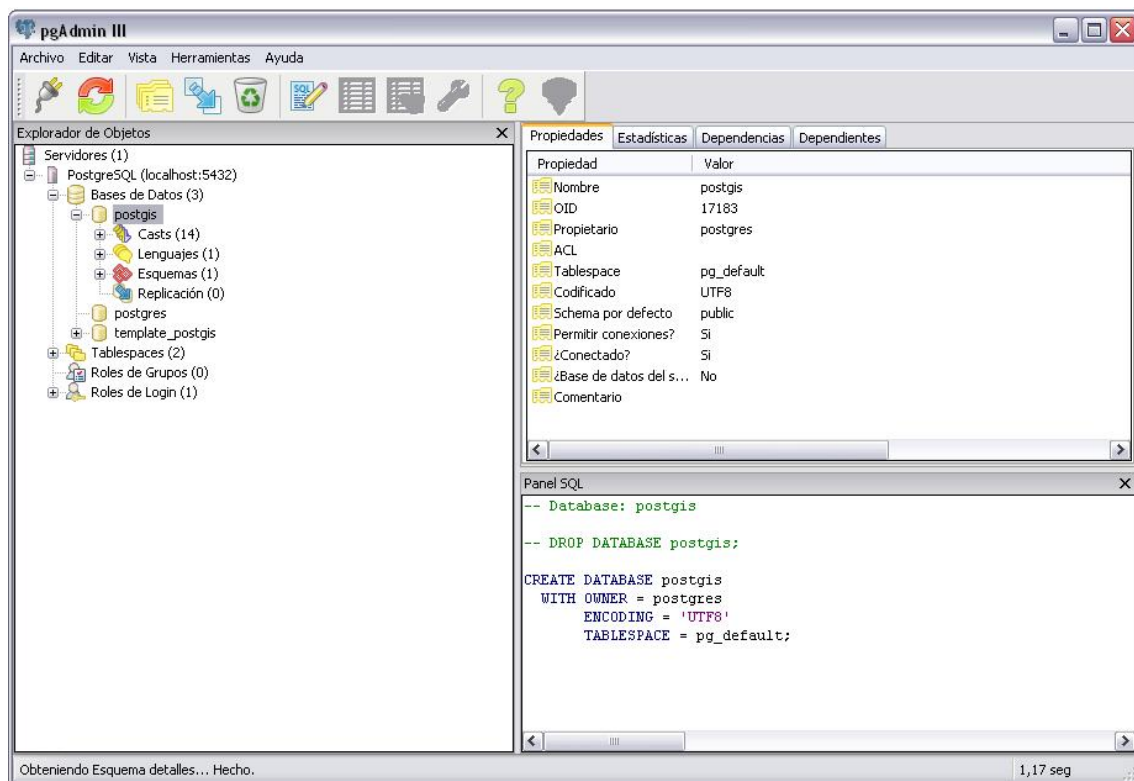 pgAdmin III
Archivo Editar Vista Herramientas Ayuda
SQL
Explorador de Objetos
Servidores (1)
PostgreSQL (localhost:5432)
Bases de Datos (3)
postgis
Casts (14)
Lenguajes (1)
Esquemas (1)
Replicación (0)
postgres
template_postgis
Tablespaces (2)
Roles de Grupos (0)
Roles de Login (1)
Propiedades Estadísticas Dependencias Dependientes
Propiedad Valor
Nombre postgis
OID 17183
Propietario postgres
ACL
Tablespace pg_default
Codificado UTF8
Schema por defecto public
Permitir conexiones? Si
¿Conectado? Si
¿Base de datos del s... No
Comentario
Panel SQL
-- Database: postgis
-- DROP DATABASE postgis;
CREATE DATABASE postgis
WITH OWNER = postgres
ENCODING = 'UTF8'
TABLESPACE = pg_default;
Obteniendo Esquema detalles... Hecho. 1,17 seg